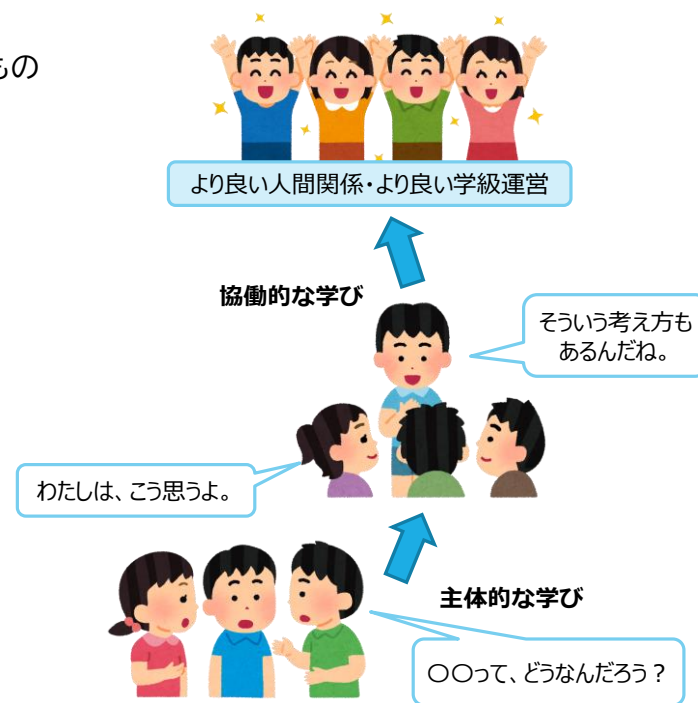 もの
より良い人間関係・より良い学級運営
協働的な学び
そういう考え方も
あるんだね。
わたしは、こう思うよ。
主体的な学び
〇〇って、どうなんだろう？